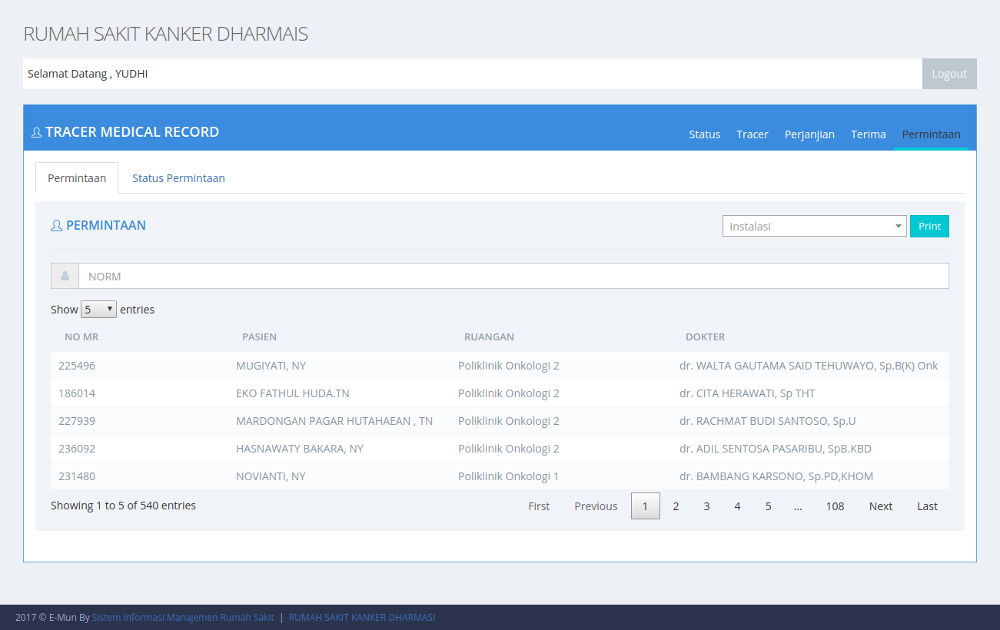 RUMAH SAKIT KANKER DHARMAIS
Selamat Datang , YUDHI Logout
TRACER MEDICAL RECORD Status Tracer Perjanjian Terima Permintaan
Permintaan Status Permintaan
PERMINTAAN Instalasi Print
NORM
Show 5 entries
NO MR PASIEN RUANGAN DOKTER
225496 MUGIYATI, NY Poliklinik Onkologi 2 dr. WALTA GAUTAMA SAID TEHUWAYO, Sp.B(K) Onk
186014 EKO FATHUL HUDA.TN Poliklinik Onkologi 2 dr. CITA HERAWATI, Sp THT
227939 MARDONGAN PAGAR HUTAHAEAN , TN Poliklinik Onkologi 2 dr. RACHMAT BUDI SANTOSO, Sp.U
236092 HASNAWATY BAKARA, NY Poliklinik Onkologi 2 dr. ADIL SENTOSA PASARIBU, SpB.KBD
231480 NOVIANTI, NY Poliklinik Onkologi 1 dr. BAMBANG KARSONO, Sp.PD,KHOM
Showing 1 to 5 of 540 entries First Previous 1 2 3 4 5 ... 108 Next Last
2017 © E-Mun By Sistem Informasi Manajemen Rumah Sakit | RUMAH SAKIT KANKER DHARMASI